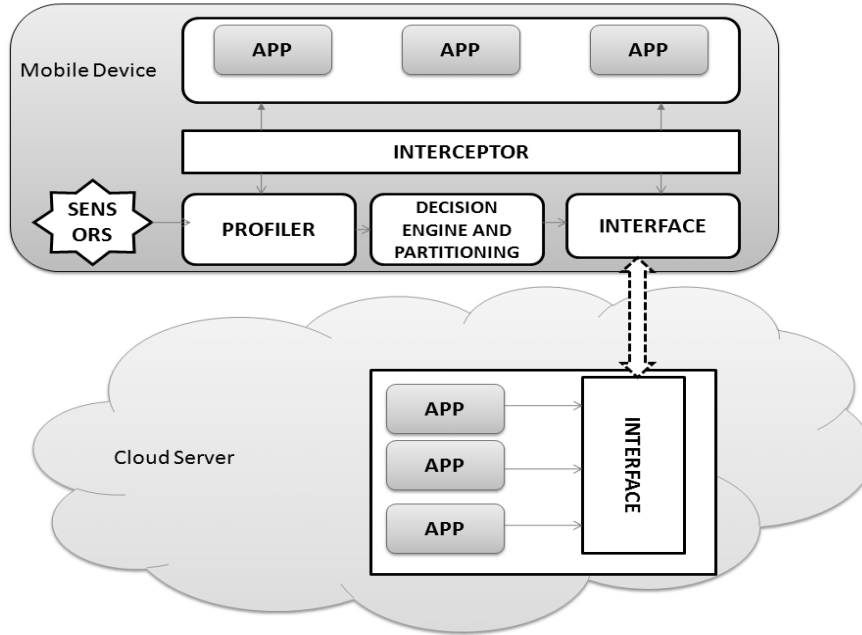 APP
APP
APP
Mobile Device
INTERCEPTOR
SENS
ORS
PROFILER
DECISION
ENGINE AND
PARTITIONING
INTERFACE
APP
APP
APP
INTERFACE
Cloud Server